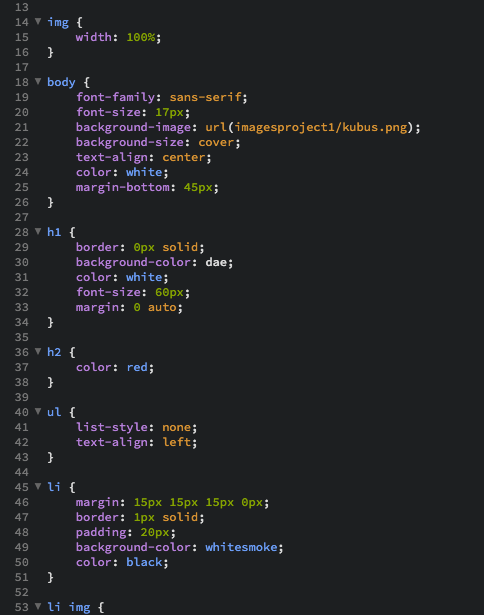 13
14 ▼ img {
15 width: 100%;
16 }
17
18 ▼ body {
19 font-family: sans-serif;
20 font-size: 17px;
21 background-image: url(imagesproject1/kubus.png);
22 background-size: cover;
23 text-align: center;
24 color: white;
25 margin-bottom: 45px;
26 }
27
28 ▼ h1 {
29 border: 0px solid;
30 background-color: dae;
31 color: white;
32 font-size: 60px;
33 margin: 0 auto;
34 }
35
36 ▼ h2 {
37 color: red;
38 }
39
40 ▼ ul {
41 list-style: none;
42 text-align: left;
43 }
44
45 ▼ li {
46 margin: 15px 15px 15px 0px;
47 border: 1px solid;
48 padding: 20px;
49 background-color: whitesmoke;
50 color: black;
51 }
52
53 ▼ li img {